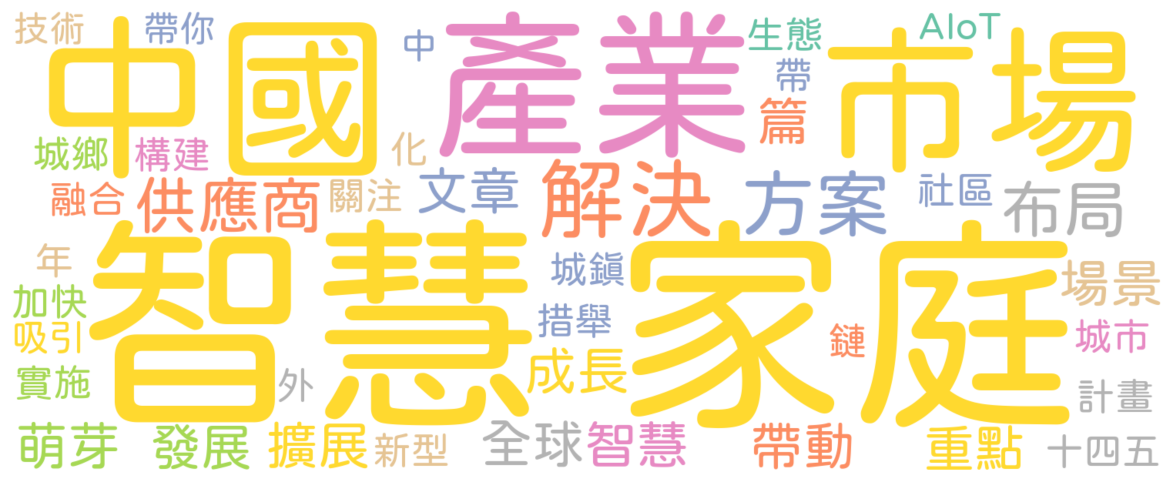 技術
帶你
中
生態
AIoT
中國
產業
市場
帶
篇
城鄉
構建
化
融合
供應商
關注
文章
解決
方案
社區
布局
智慧家庭
年
城鎮
場景
加快
措舉
吸引
鏈
城市
成長
實施
外
計畫
萌芽
發展
擴展
新型
全球
智慧
帶動
重點
十四五